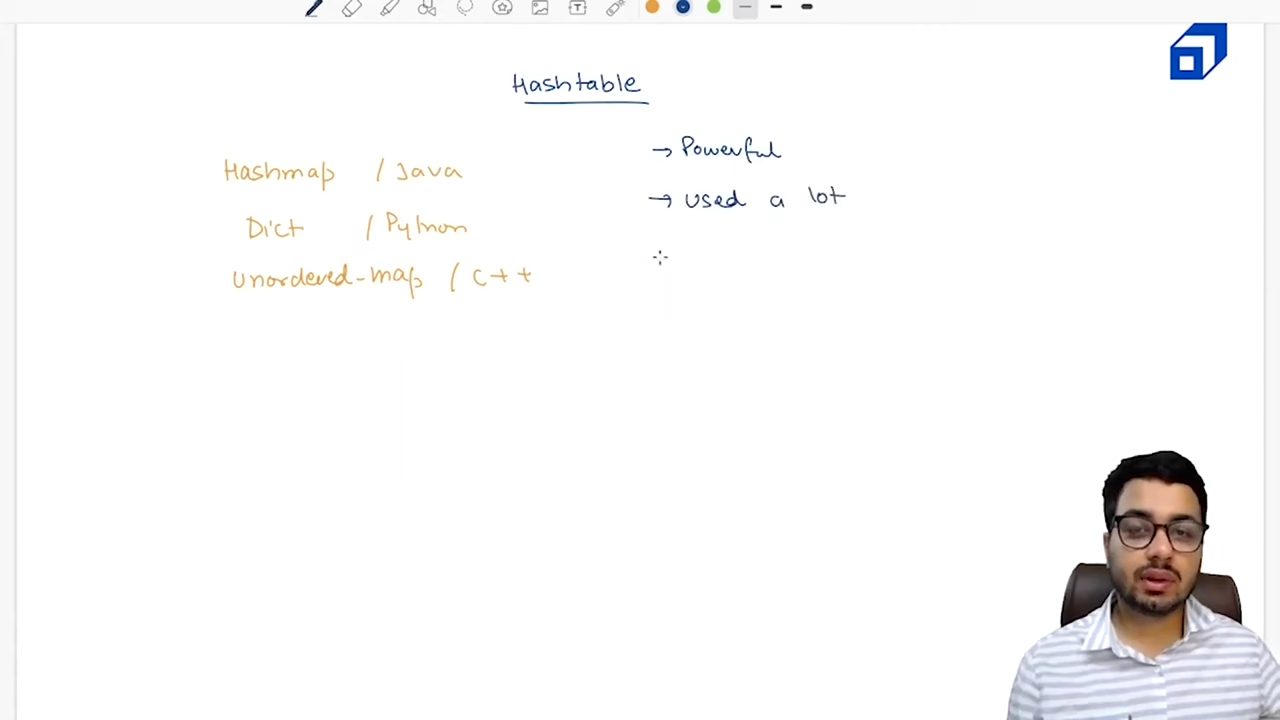 Hashtable
Hashmap / Java
Dict / Python
unordered-map / c++
→ Powerful
→ used a lot